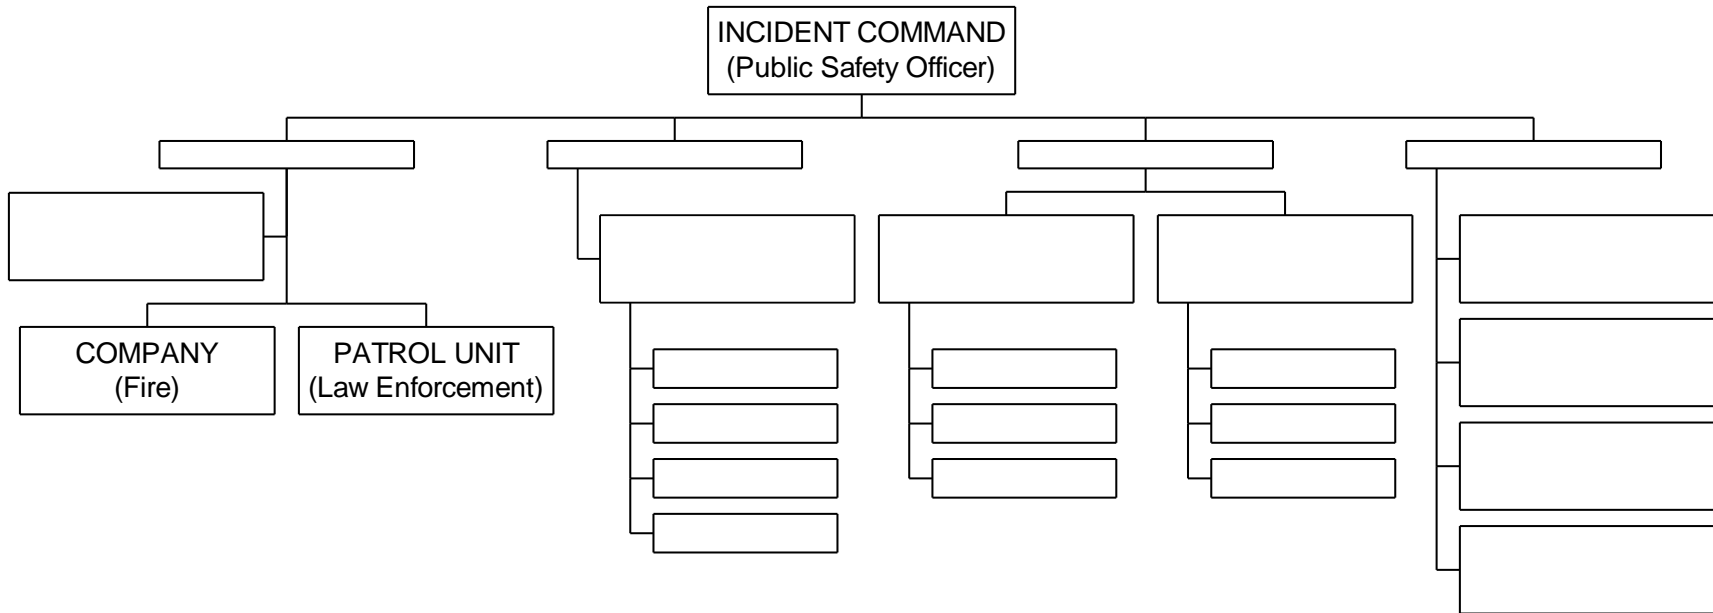 INCIDENT COMMAND
(Public Safety Officer)
COMPANY
(Fire)
PATROL UNIT
(Law Enforcement)